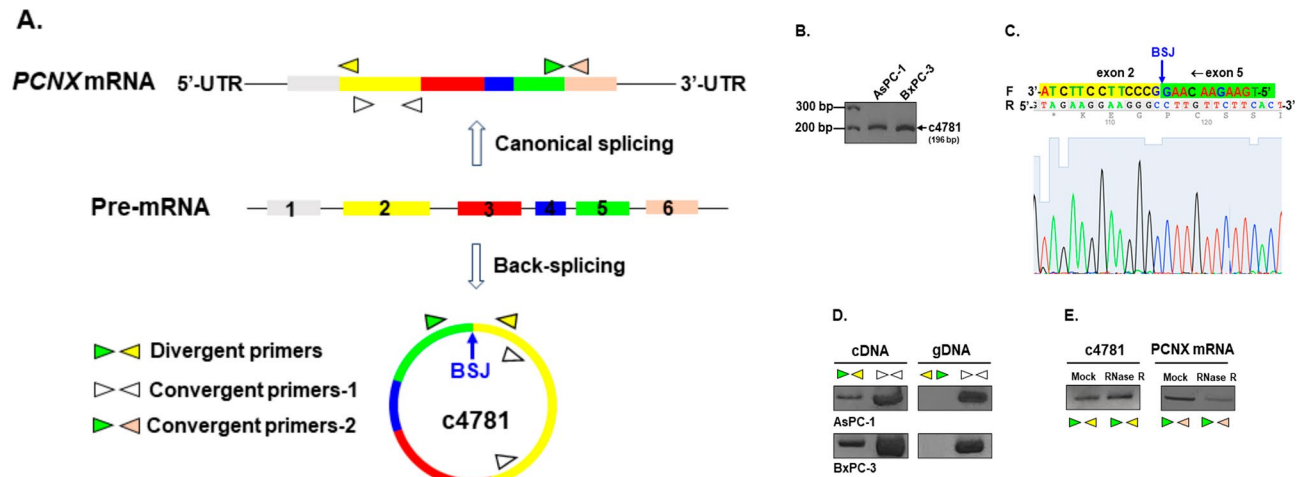 A.
PCNX mRNA 5'-UTR 3'-UTR
Canonical splicing
Pre-mRNA 1 2 3 4 5 6
Back-splicing
Divergent primers
Convergent primers-1
Convergent primers-2
BSJ
c4781
B.
AsPC-1
BxPC-3
300 bp
200 bp c4781
(196 bp)
C.
BSJ
exon 2 ←exon 5
F 3'-ATCTTCCTTCCCGGAACAAGAAGT-5'
R 5'-GTAGAAGGAAGGGCCTTGTTCTTCACT-3'
* K E G P C S S I
110 120
D.
cDNA gDNA
AsPC-1
BxPC-3
E.
c4781 PCNX mRNA
Mock RNase R Mock RNase R